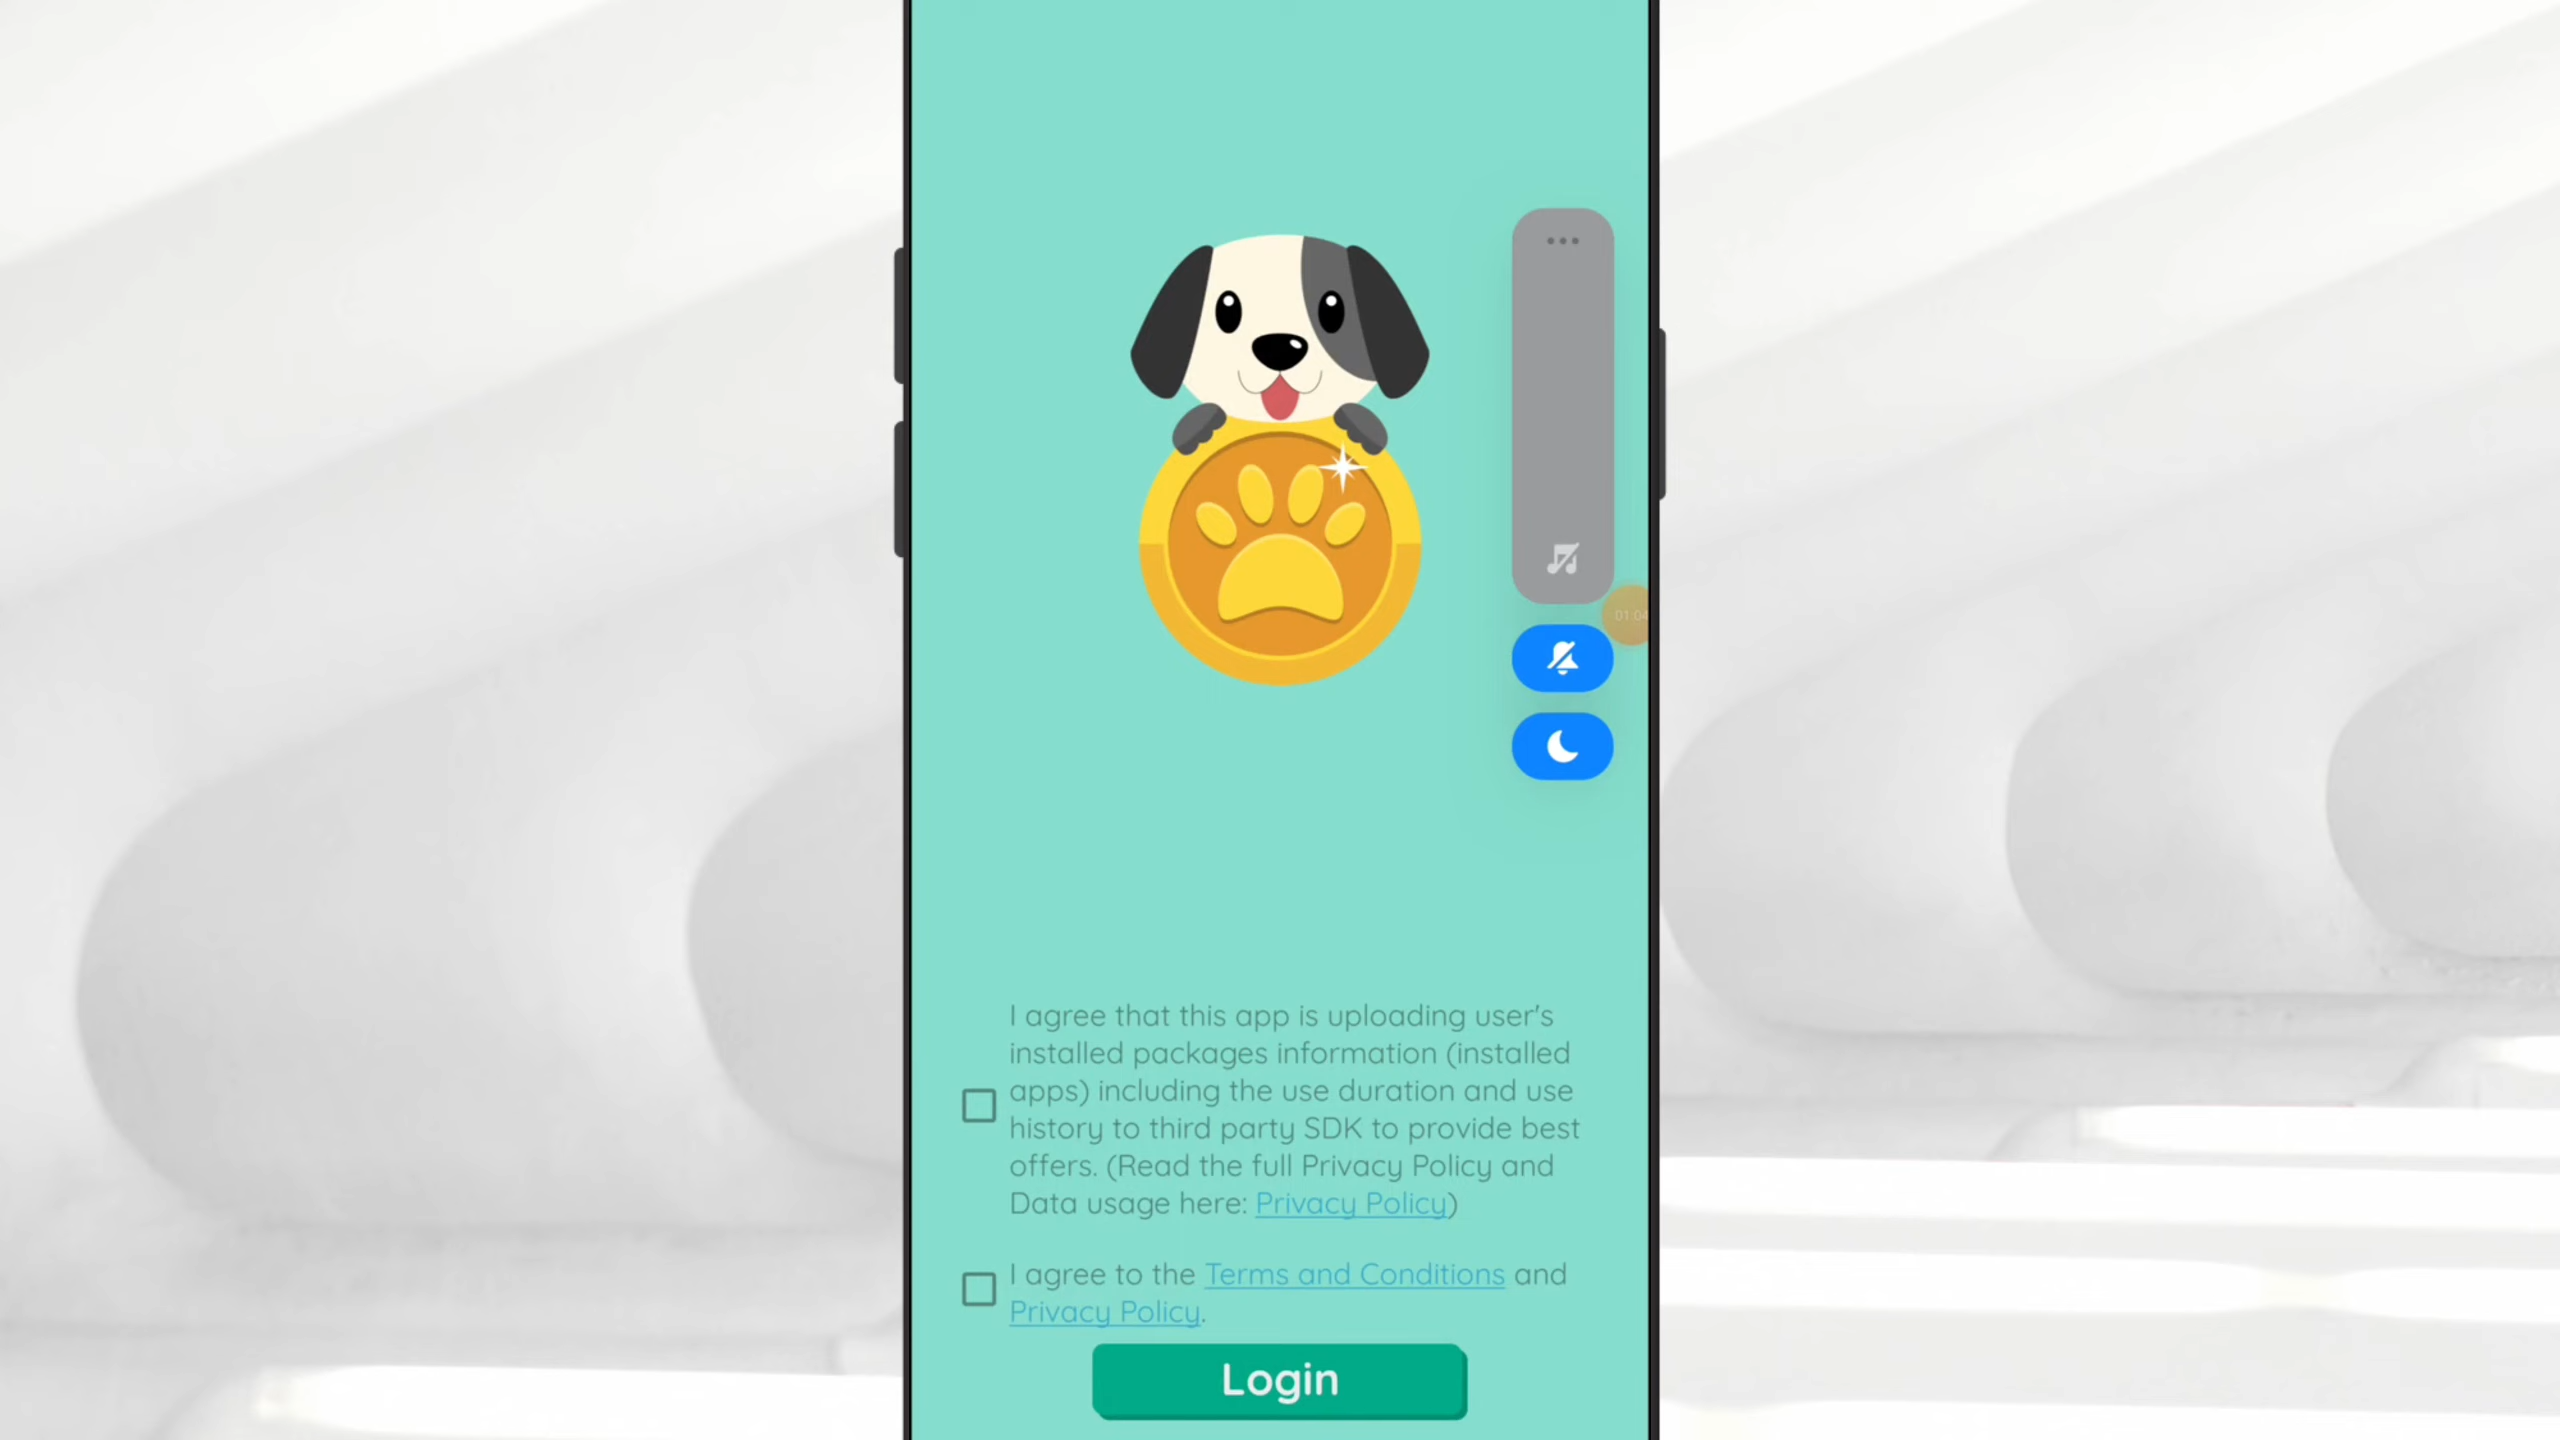 01:04
I agree that this app is uploading user's
installed packages information (installed
apps) including the use duration and use
history to third party SDK to provide best
offers. (Read the full Privacy Policy and
Data usage here: Privacy Policy)
I agree to the Terms and Conditions and
Privacy Policy.
Login